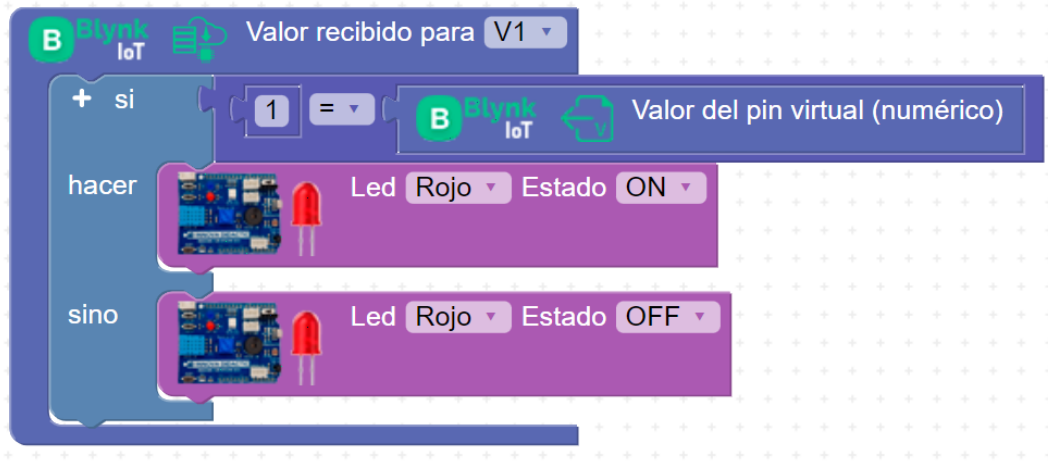 B Blynk IoT Valor recibido para V1
+ si 1 = B Blynk IoT V Valor del pin virtual (numérico)
hacer Led Rojo Estado ON
sino Led Rojo Estado OFF